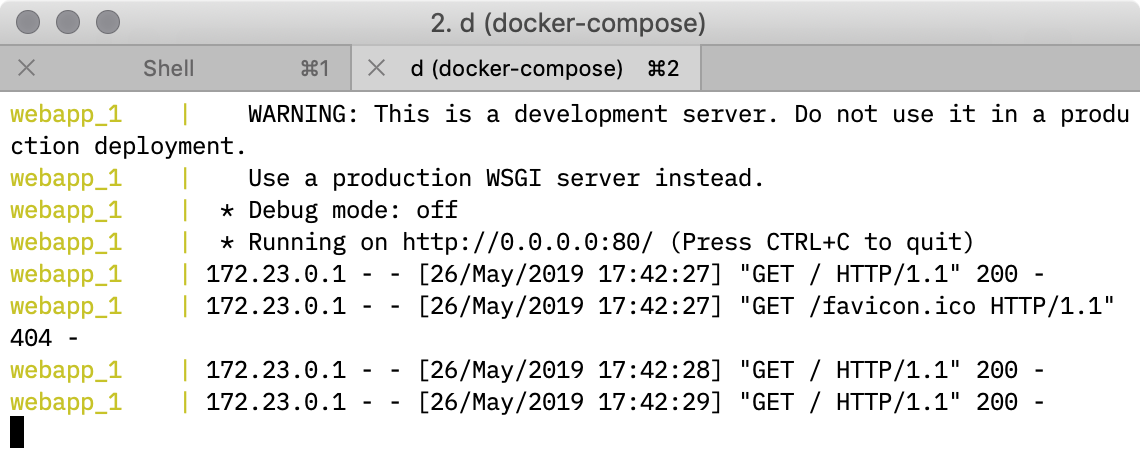 2. d (docker-compose)
Shell ⌘1 d (docker-compose) ⌘2
webapp_1 | WARNING: This is a development server. Do not use it in a produ
ction deployment.
webapp_1 | Use a production WSGI server instead.
webapp_1 | * Debug mode: off
webapp_1 | * Running on http://0.0.0.0:80/ (Press CTRL+C to quit)
webapp_1 | 172.23.0.1 - - [26/May/2019 17:42:27] "GET / HTTP/1.1" 200 -
webapp_1 | 172.23.0.1 - - [26/May/2019 17:42:27] "GET /favicon.ico HTTP/1.1"
404 -
webapp_1 | 172.23.0.1 - - [26/May/2019 17:42:28] "GET / HTTP/1.1" 200 -
webapp_1 | 172.23.0.1 - - [26/May/2019 17:42:29] "GET / HTTP/1.1" 200 -